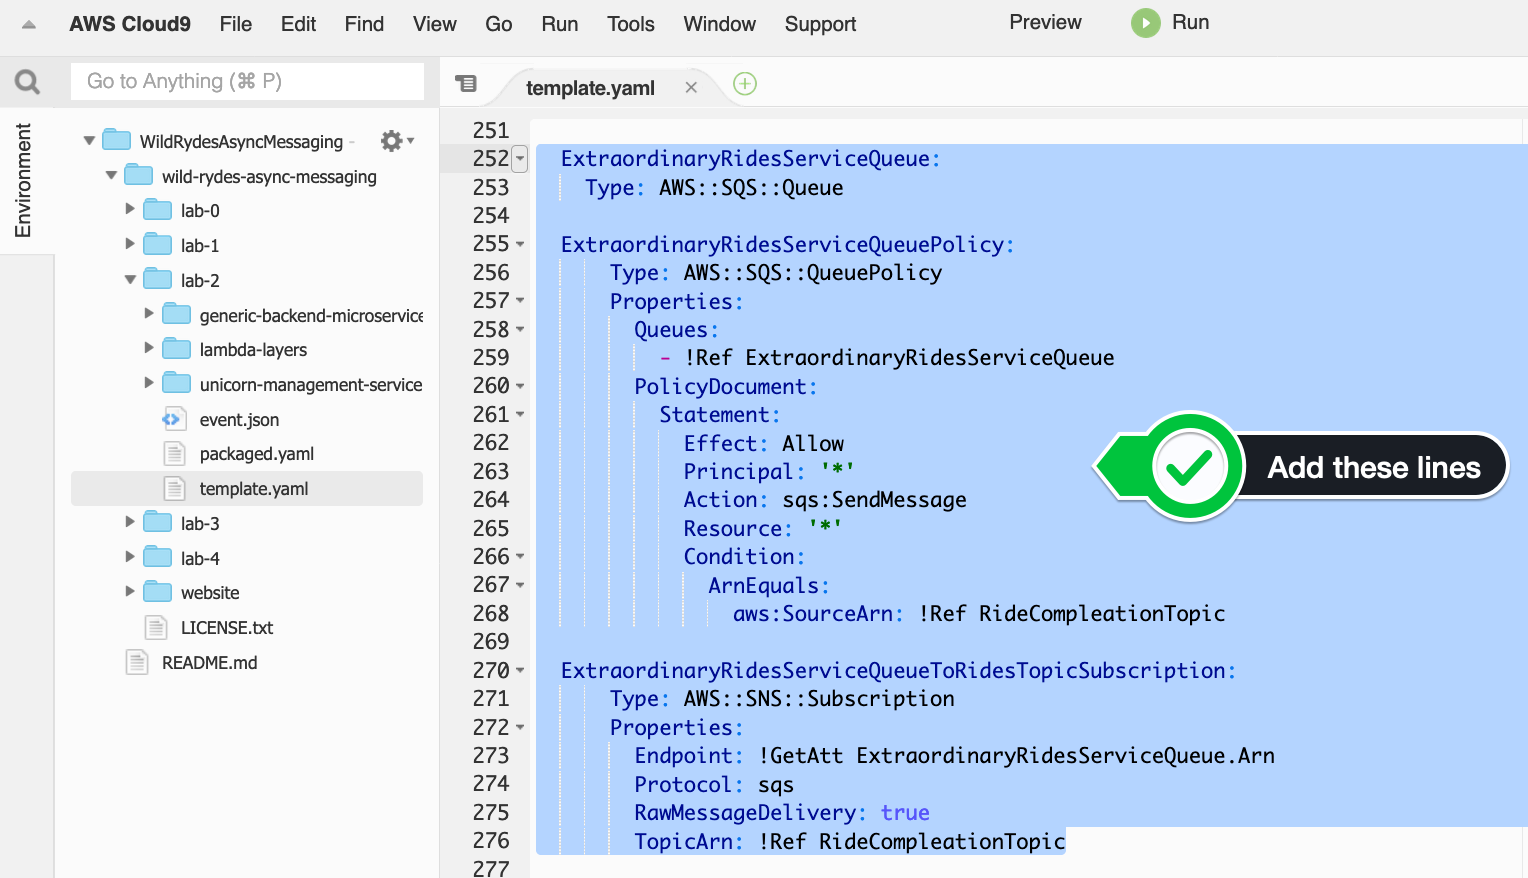 AWS Cloud9 File Edit Find View Go Run Tools Window Support Preview Run
Go to Anything (⌘ P)
template.yaml
Environment
WildRydesAsyncMessaging -
wild-rydes-async-messaging
lab-0
lab-1
lab-2
generic-backend-microservice
lambda-layers
unicorn-management-service
event.json
packaged.yaml
template.yaml
lab-3
lab-4
website
LICENSE.txt
README.md
251
252 ExtraordinaryRidesServiceQueue:
253 Type: AWS::SQS::Queue
254
255 ExtraordinaryRidesServiceQueuePolicy:
256 Type: AWS::SQS::QueuePolicy
257 Properties:
258 Queues:
259 - !Ref ExtraordinaryRidesServiceQueue
260 PolicyDocument:
261 Statement:
262 Effect: Allow
263 Principal: '*'
264 Action: sqs:SendMessage
265 Resource: '*'
266 Condition:
267 ArnEquals:
268 aws:SourceArn: !Ref RideCompleationTopic
269
270 ExtraordinaryRidesServiceQueueToRidesTopicSubscription:
271 Type: AWS::SNS::Subscription
272 Properties:
273 Endpoint: !GetAtt ExtraordinaryRidesServiceQueue.Arn
274 Protocol: sqs
275 RawMessageDelivery: true
276 TopicArn: !Ref RideCompleationTopic
277
Add these lines